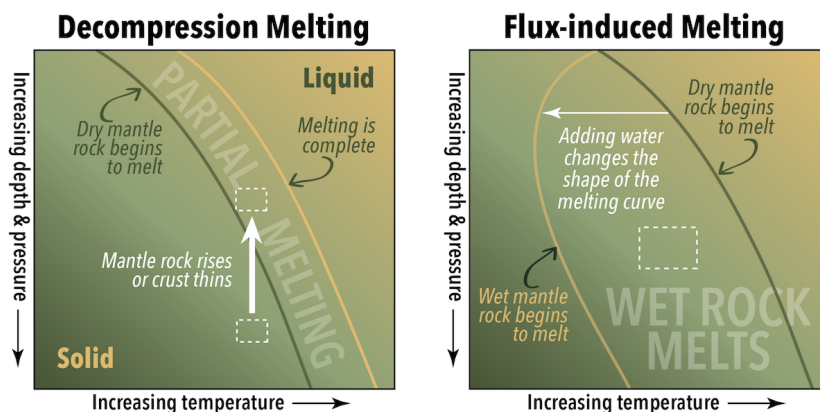 Decompression Melting
Increasing depth & pressure
Liquid
PARTIAL MELTING
Dry mantle
rock begins
to melt
Melting is
complete
Mantle rock rises
or crust thins
Solid
Increasing temperature
Flux-induced Melting
Increasing depth & pressure
Dry mantle
rock begins
to melt
Adding water
changes the
shape of the
melting curve
Wet mantle
rock begins
to melt
WET ROCK
MELTS
Increasing temperature